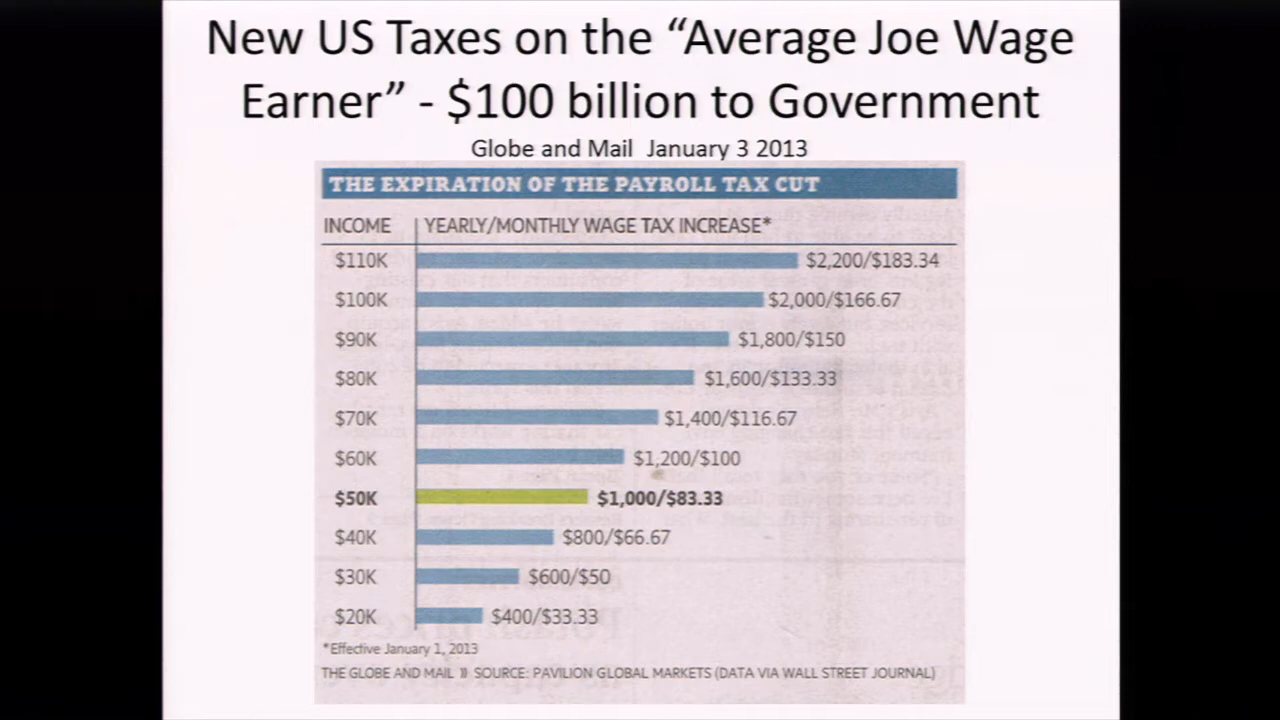 New US Taxes on the “Average Joe Wage
Earner” - $100 billion to Government
Globe and Mail January 3 2013
THE EXPIRATION OF THE PAYROLL TAX CUT
INCOME YEARLY/MONTHLY WAGE TAX INCREASE*
$110K $2,200/$183.34
$100K $2,000/$166.67
$90K $1,800/$150
$80K $1,600/$133.33
$70K $1,400/$116.67
$60K $1,200/$100
$50K $1,000/$83.33
$40K $800/$66.67
$30K $600/$50
$20K $400/$33.33
*Effective January 1, 2013
THE GLOBE AND MAIL » SOURCE: PAVILION GLOBAL MARKETS (DATA VIA WALL STREET JOURNAL)